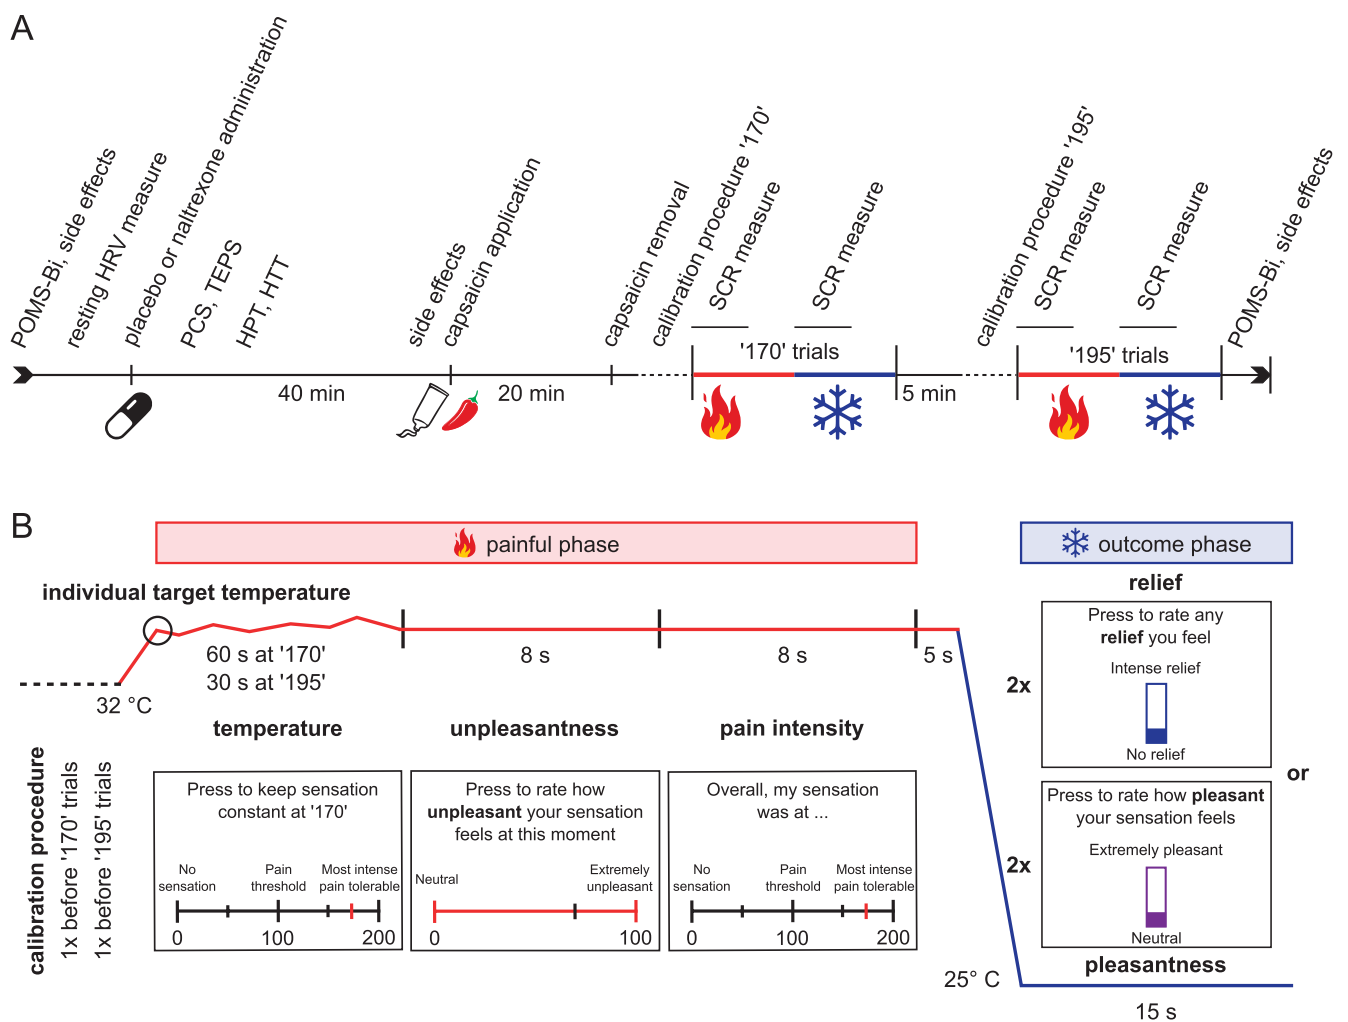 A
POMS-Bi, side effects
resting HRV measure
placebo or naltrexone administration
PCS, TEPS
HPT, HTT
side effects
capsaicin application
capsaicin removal
calibration procedure '170'
SCR measure
SCR measure
calibration procedure '195'
SCR measure
SCR measure
POMS-Bi, side effects
'170' trials
'195' trials
40 min
20 min
5 min
B
painful phase
outcome phase
individual target temperature
60 s at '170'
30 s at '195'
8 s
8 s
5 s
32 °C
temperature
unpleasantness
pain intensity
calibration procedure
1x before '170' trials
1x before '195' trials
Press to keep sensation
constant at '170'
No
sensation
Pain
threshold
Most intense
pain tolerable
0
100
200
Press to rate how
unpleasant your sensation
feels at this moment
Neutral
Extremely
unpleasant
0
100
Overall, my sensation
was at ...
No
sensation
Pain
threshold
Most intense
pain tolerable
0
100
200
relief
2x
Press to rate any
relief you feel
Intense relief
No relief
or
2x
Press to rate how pleasant
your sensation feels
Extremely pleasant
Neutral
pleasantness
25° C
15 s